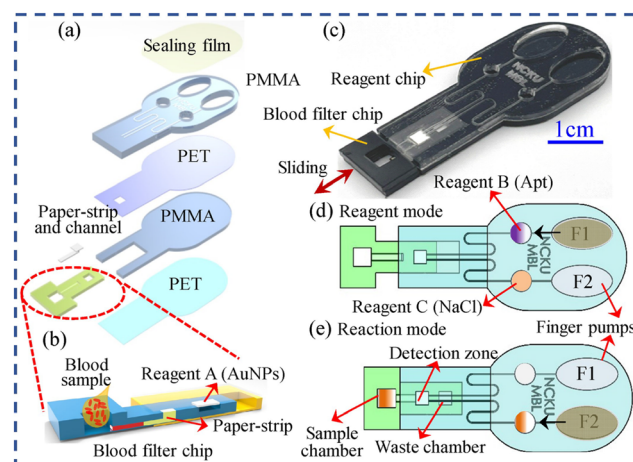 (a)
Sealing film
PMMA
PET
Paper-strip
and channel
PMMA
PET
(b)
Blood
sample
Reagent A (AuNPs)
Paper-strip
Blood filter chip
(c)
Reagent chip
Blood filter chip
Sliding
NCKU
MBL
1cm
Reagent B (Apt)
(d) Reagent mode
F1
NCKU
MBL
F2
Reagent C (NaCl)
Finger pumps
(e) Reaction mode
Detection zone
F1
NCKU
MBL
F2
Sample
chamber
Waste chamber